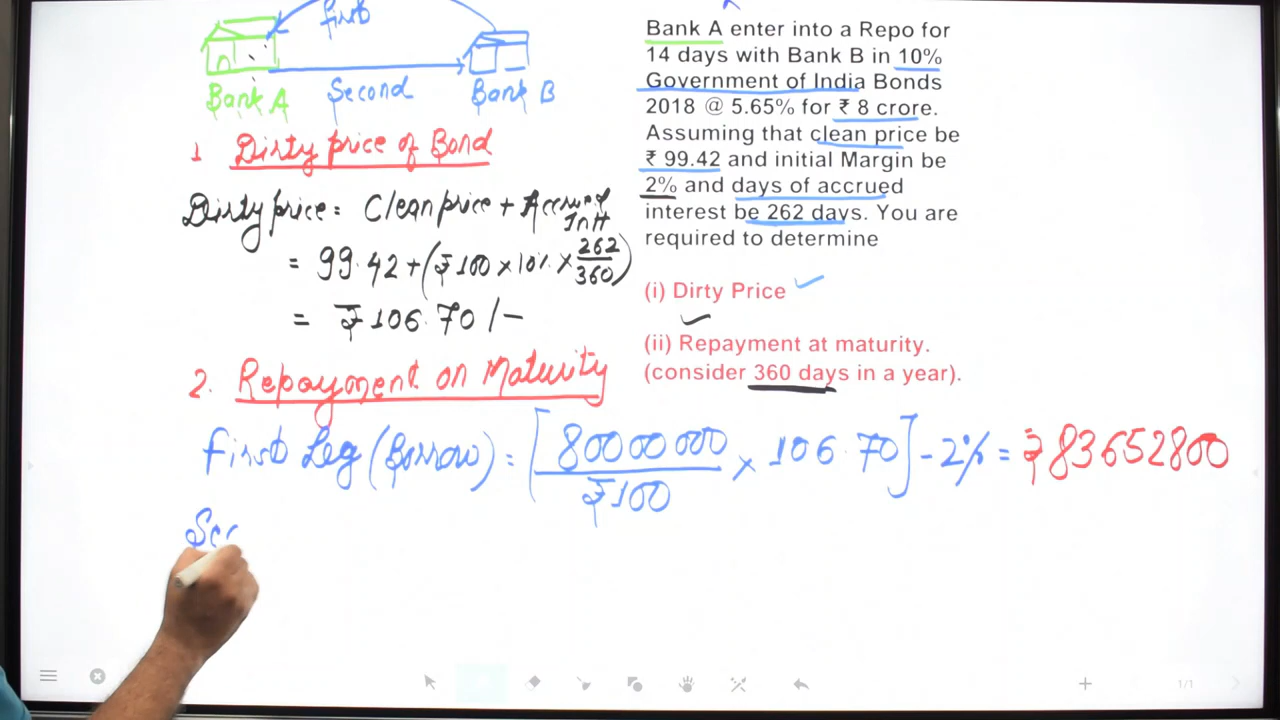 first
Bank A
Second
Bank B
1. Dirty price of Bond
Dirty price = Clean price + Accrued Int
= 99.42 + (₹100 × 10% × 262/360)
= ₹106.70/-
2. Repayment on Maturity
First Leg (Borrow) = [80000000/₹100 × 106.70] - 2% = ₹83652800
Sec
Bank A enter into a Repo for
14 days with Bank B in 10%
Government of India Bonds
2018 @ 5.65% for ₹ 8 crore.
Assuming that clean price be
₹ 99.42 and initial Margin be
2% and days of accrued
interest be 262 days. You are
required to determine
(i) Dirty Price
(ii) Repayment at maturity.
(consider 360 days in a year).
1/1